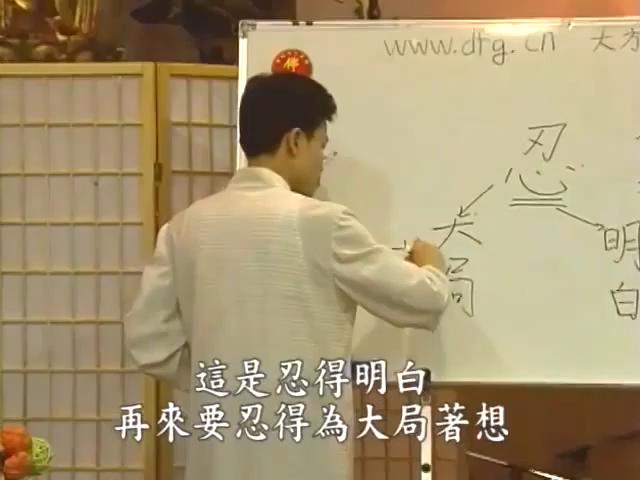 佛
www.dfg.cn 大方
忍
大局
明白
這是忍得明白
再來要忍得為大局著想